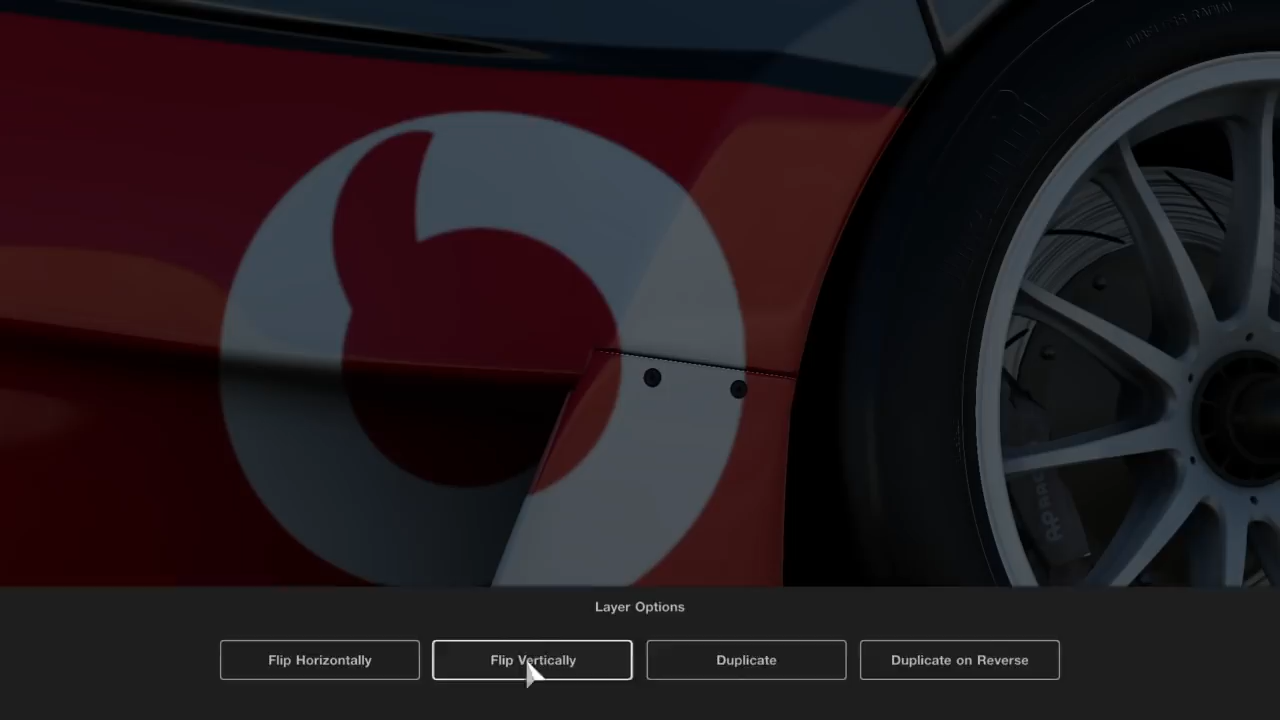 Layer Options
Flip Horizontally
Flip Vertically
Duplicate
Duplicate on Reverse